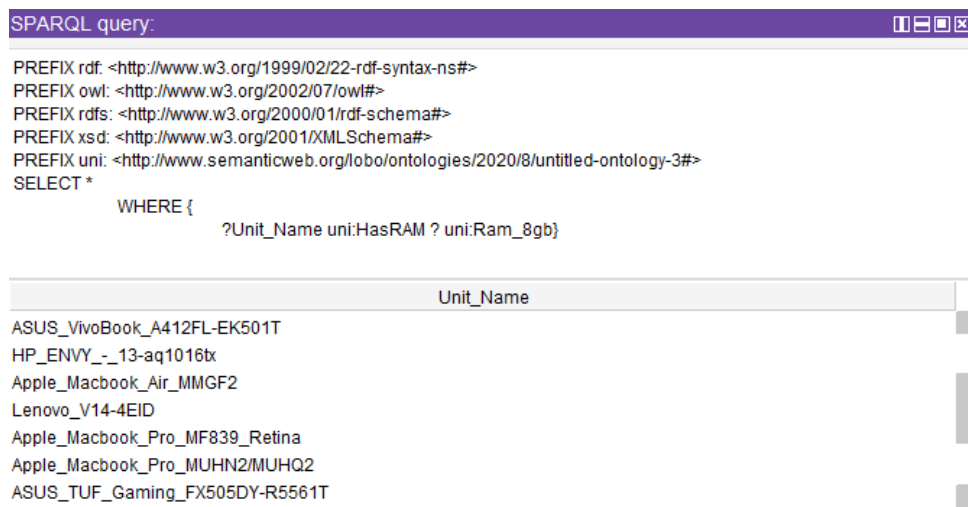 SPARQL query:
PREFIX rdf: <http://www.w3.org/1999/02/22-rdf-syntax-ns#>
PREFIX owl: <http://www.w3.org/2002/07/owl#>
PREFIX rdfs: <http://www.w3.org/2000/01/rdf-schema#>
PREFIX xsd: <http://www.w3.org/2001/XMLSchema#>
PREFIX uni: <http://www.semanticweb.org/lobo/ontologies/2020/8/untitled-ontology-3#>
SELECT *
WHERE {
?Unit_Name uni:HasRAM ? uni:Ram_8gb}
Unit_Name
ASUS_VivoBook_A412FL-EK501T
HP_ENVY_-_13-aq1016tx
Apple_Macbook_Air_MMGF2
Lenovo_V14-4EID
Apple_Macbook_Pro_MF839_Retina
Apple_Macbook_Pro_MUHN2/MUHQ2
ASUS_TUF_Gaming_FX505DY-R5561T